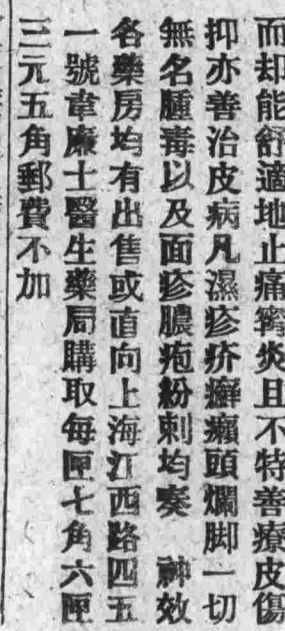 而却能舒適地止痛弭炎且不特善療皮傷
抑亦善治皮病凡濕疹疥癬癩頭爛脚一切
無名腫毒以及面疹膿疱紛刺均奏 神效
各藥房均有出售或直向上海江西路四五
一號韋廉士醫生藥局購取每匣七角六匣
三元五角郵費不加